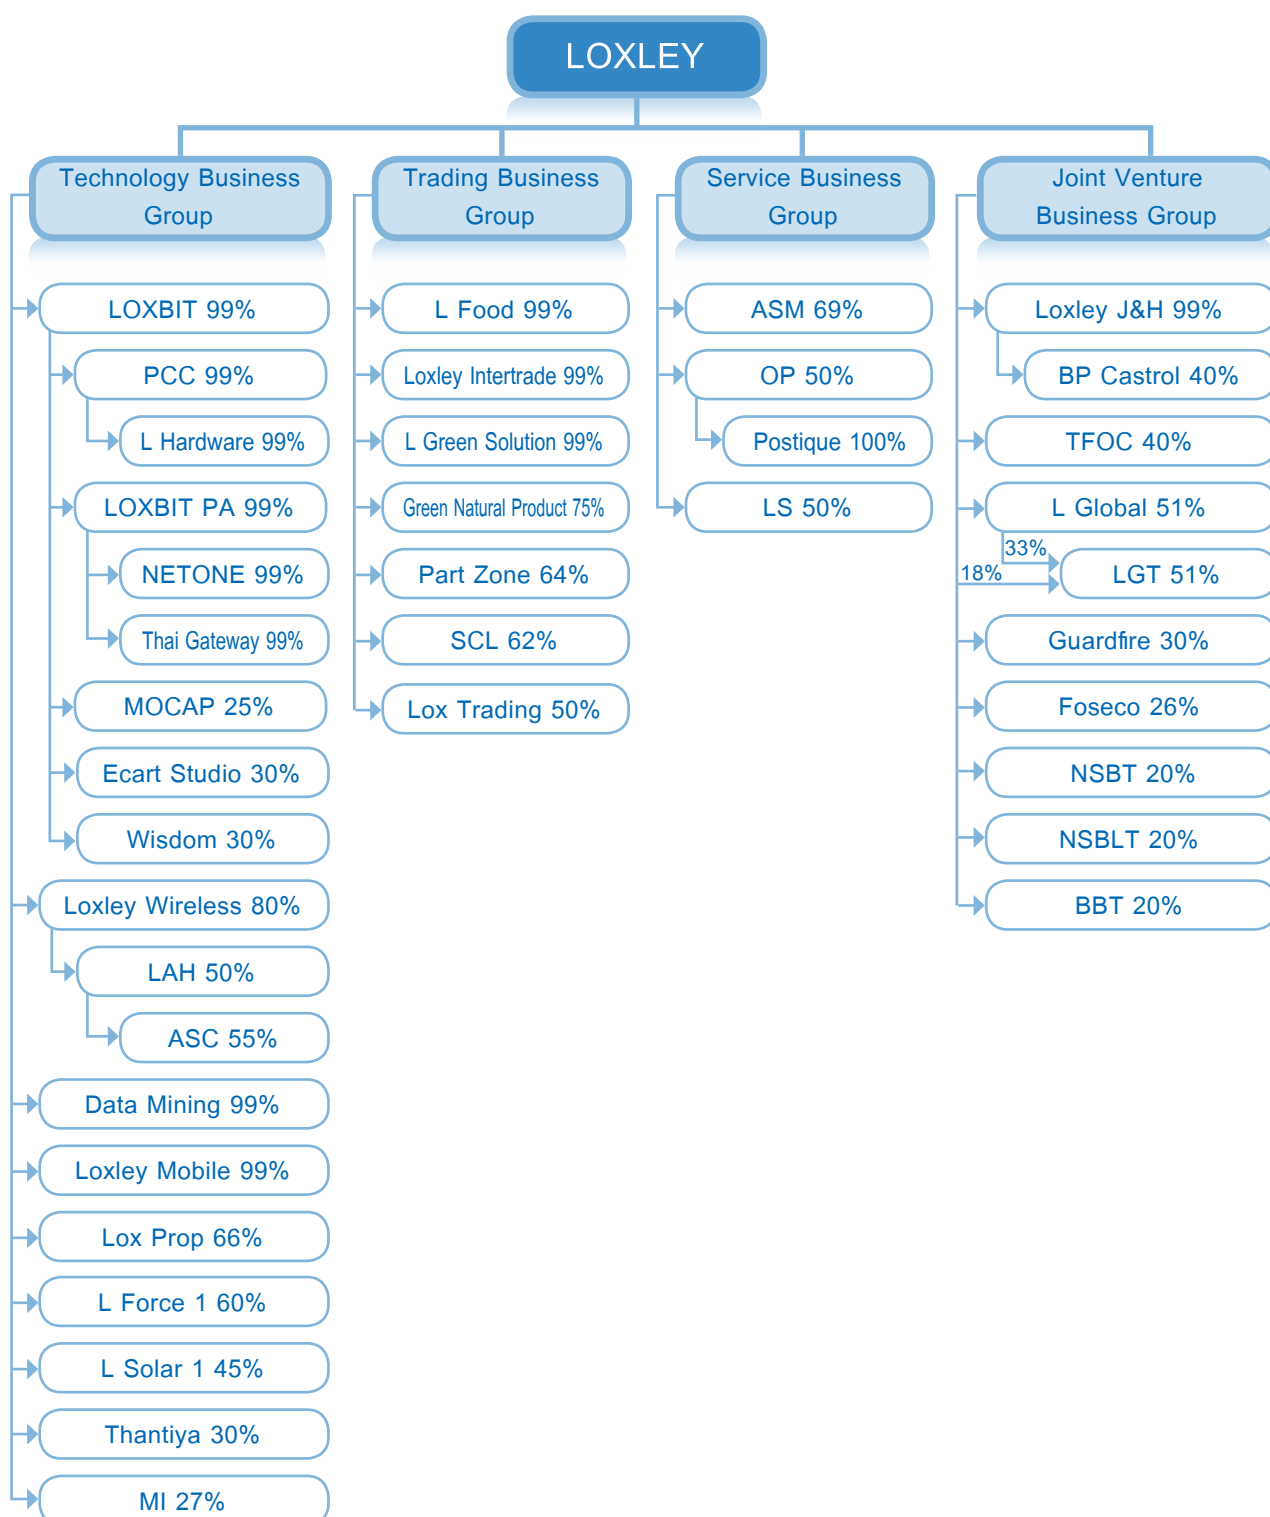 LOXLEY
Technology Business
Group
LOXBIT 99%
PCC 99%
L Hardware 99%
LOXBIT PA 99%
NETONE 99%
Thai Gateway 99%
MOCAP 25%
Ecart Studio 30%
Wisdom 30%
Loxley Wireless 80%
LAH 50%
ASC 55%
Data Mining 99%
Loxley Mobile 99%
Lox Prop 66%
L Force 1 60%
L Solar 1 45%
Thantiya 30%
MI 27%
Trading Business
Group
L Food 99%
Loxley Intertrade 99%
L Green Solution 99%
Green Natural Product 75%
Part Zone 64%
SCL 62%
Lox Trading 50%
Service Business
Group
ASM 69%
OP 50%
Postique 100%
LS 50%
Joint Venture
Business Group
Loxley J&H 99%
BP Castrol 40%
TFOC 40%
L Global 51%
33%
18%
LGT 51%
Guardfire 30%
Foseco 26%
NSBT 20%
NSBLT 20%
BBT 20%